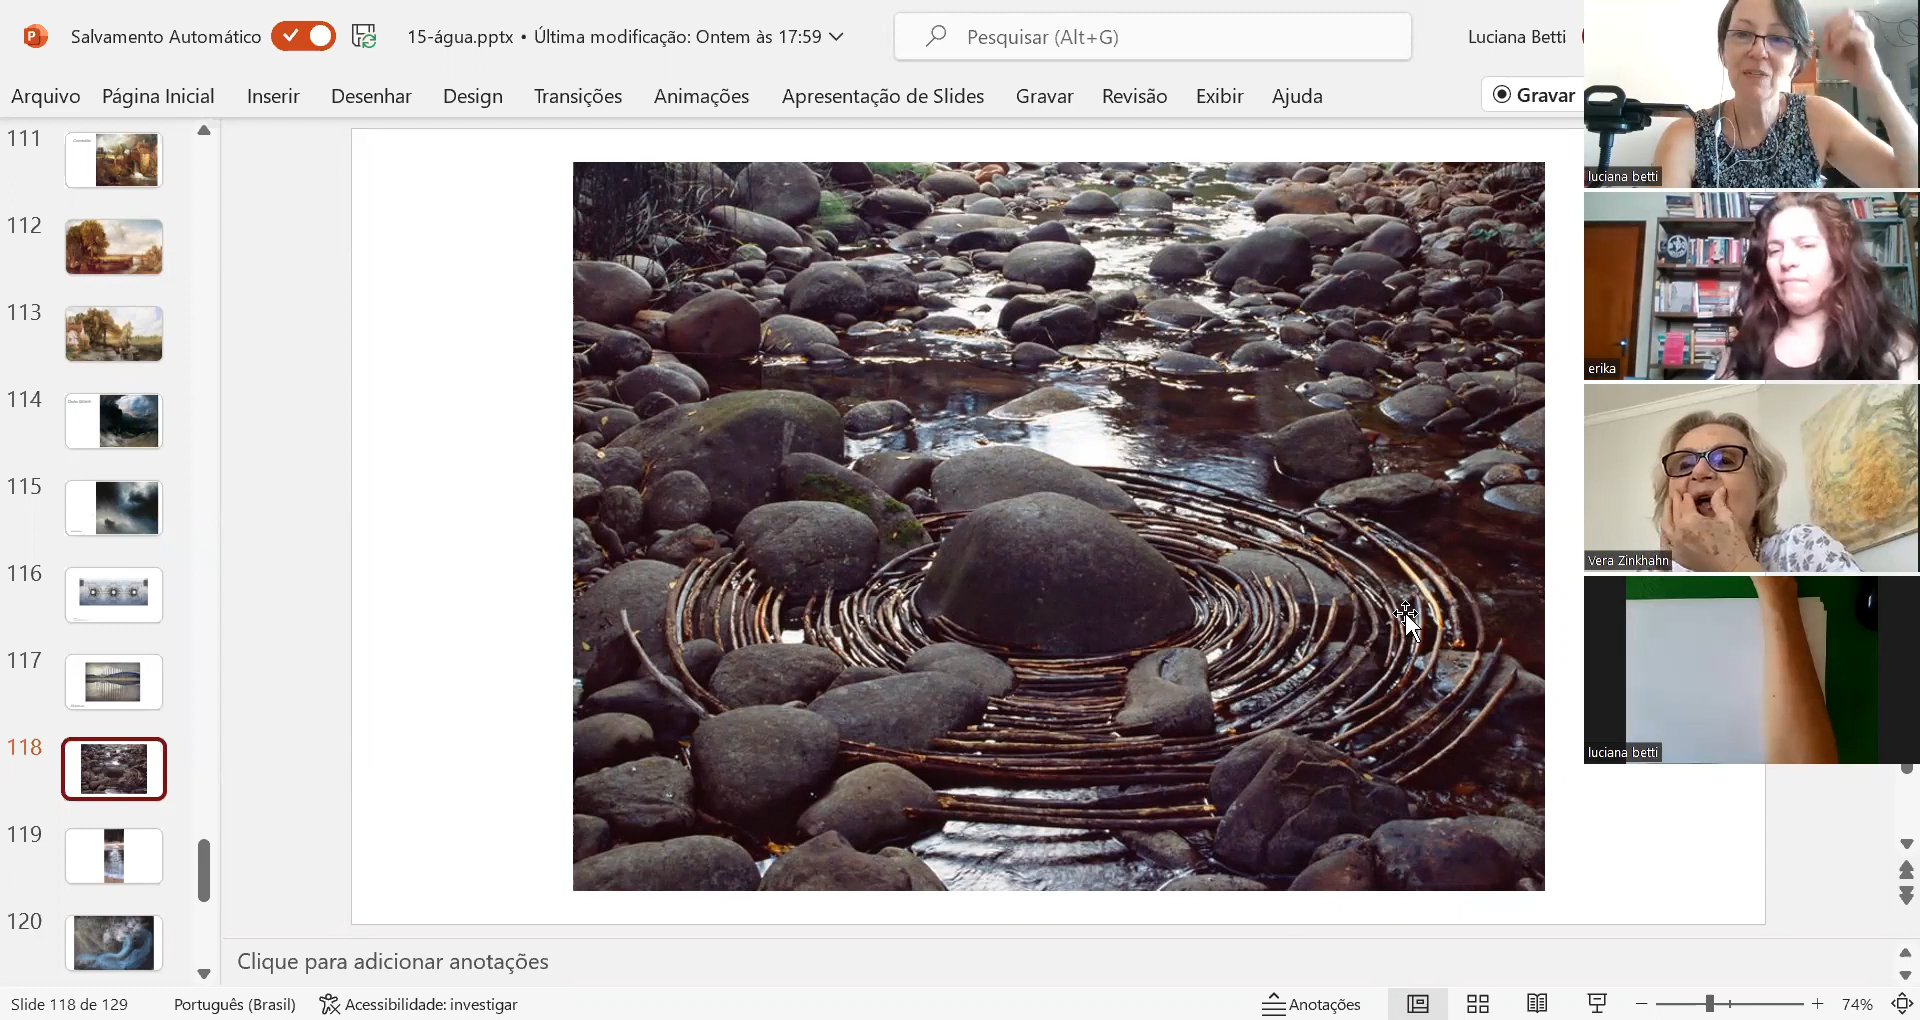 Salvamento Automático
15-água.pptx • Última modificação: Ontem às 17:59
Pesquisar (Alt+G)
Luciana Betti
Arquivo Página Inicial Inserir Desenhar Design Transições Animações Apresentação de Slides Gravar Revisão Exibir Ajuda
Gravar
111
112
113
114
115
116
117
118
119
120
luciana betti
erika
Vera Zinkhahn
luciana betti
Clique para adicionar anotações
Slide 118 de 129 Português (Brasil) Acessibilidade: investigar Anotações 74%